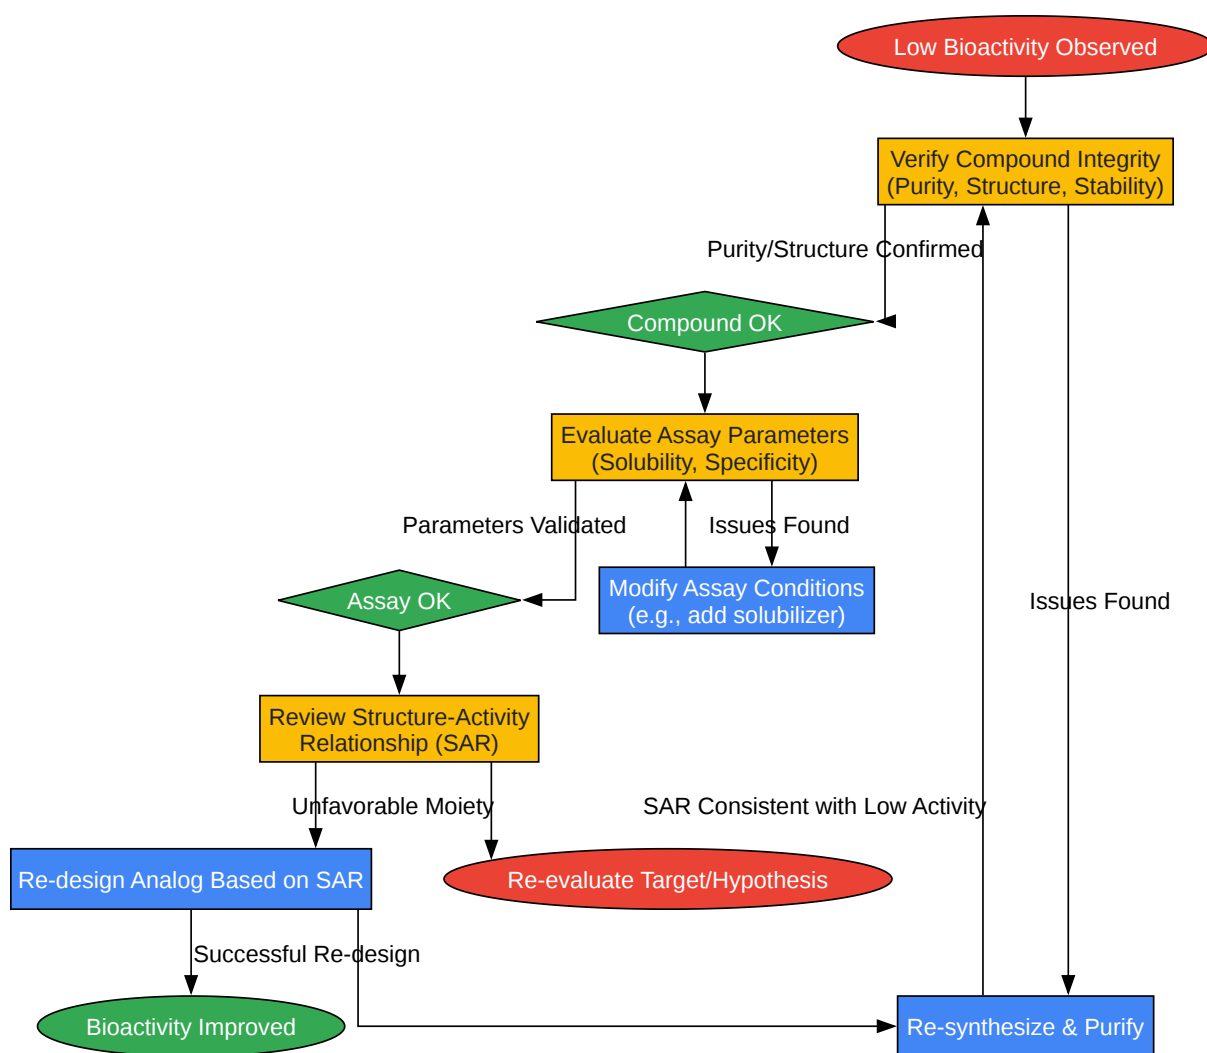 Low Bioactivity Observed
Verify Compound Integrity
(Purity, Structure, Stability)
Purity/Structure Confirmed
Compound OK
Evaluate Assay Parameters
(Solubility, Specificity)
Parameters Validated
Issues Found
Modify Assay Conditions
(e.g., add solubilizer)
Assay OK
Issues Found
Review Structure-Activity
Relationship (SAR)
Unfavorable Moiety
SAR Consistent with Low Activity
Re-design Analog Based on SAR
Re-evaluate Target/Hypothesis
Successful Re-design
Bioactivity Improved
Re-synthesize & Purify